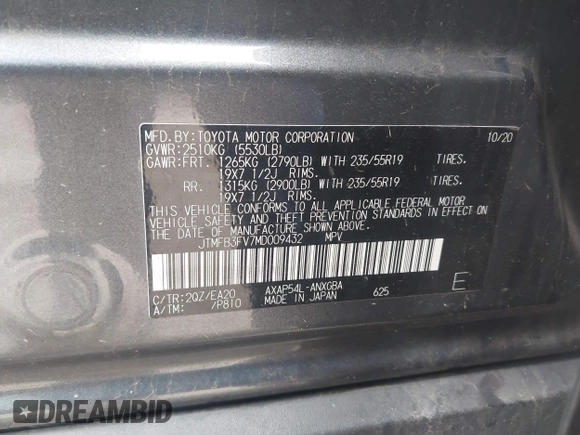 MFD.BY:TOYOTA MOTOR CORPORATION 10/20
GVWR:2510KG (5530LB)
GAWR:FRT. 1265KG (2790LB) WITH 235/55R19 TIRES.
19X7 1/2J RIMS.
RR. 1315KG (2900LB) WITH 235/55R19 TIRES.
19X7 1/2J RIMS.
THIS VEHICLE CONFORMS TO ALL APPLICABLE FEDERAL MOTOR
VEHICLE SAFETY AND BUMPER STANDARDS IN EFFECT ON
THE DATE OF MANUFACTURE SHOWN ABOVE.
JTMFB3FV7MD009432 MPV
C/TR:2QZ/EA20 AXAP54L-ANXGBA 625 E
A/TM: /P810 MADE IN JAPAN
DREAMBID